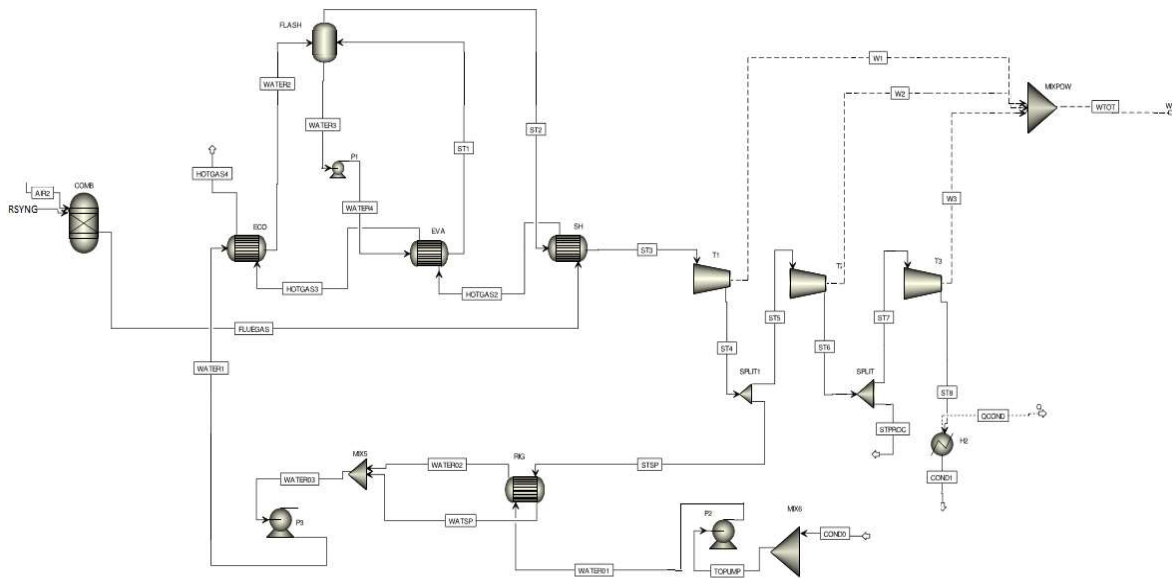 FLASH
W1
MIXPOW
W2
WTOT
W
WATER2
WATER3
ST2
ST1
P1
HOTGAS4
COMB
AIR2
RSYNG
WATER4
W3
ECO
EVA
SH
ST3
T1
T3
HOTGAS3
HOTGAS2
ST5
ST7
FLUEGAS
ST4
ST6
WATER1
SPLIT1
SPLIT
ST8
QCOND
Q
STPROC
H2
MIX5
WATER02
RIG
STSP
COND1
WATER03
P3
WATSP
P2
MIX6
COND0
WATER01
TOPUMP